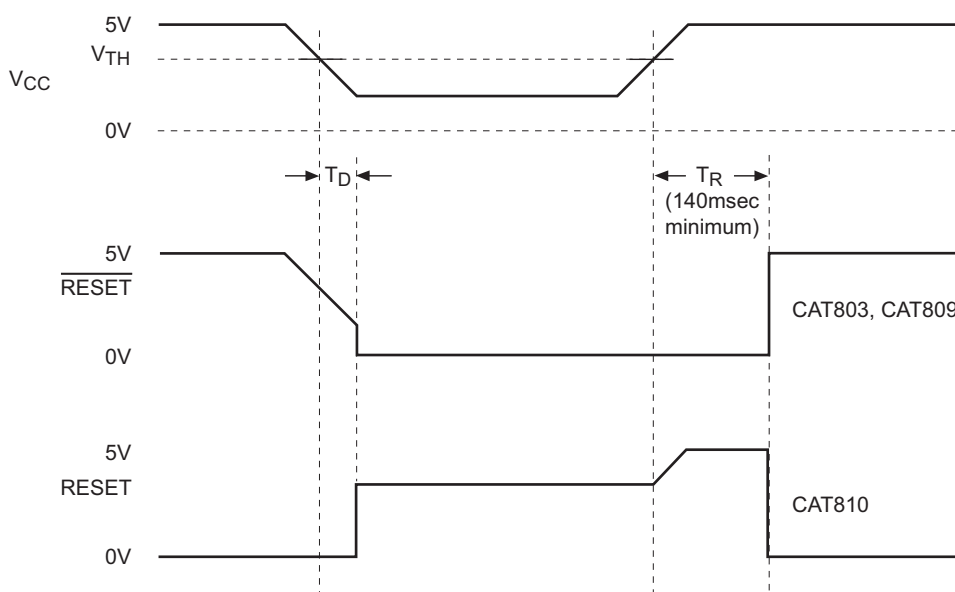 5V
VTH
VCC
0V
TD
TR
(140msec
minimum)
5V
RESET
CAT803, CAT809
0V
5V
RESET
CAT810
0V